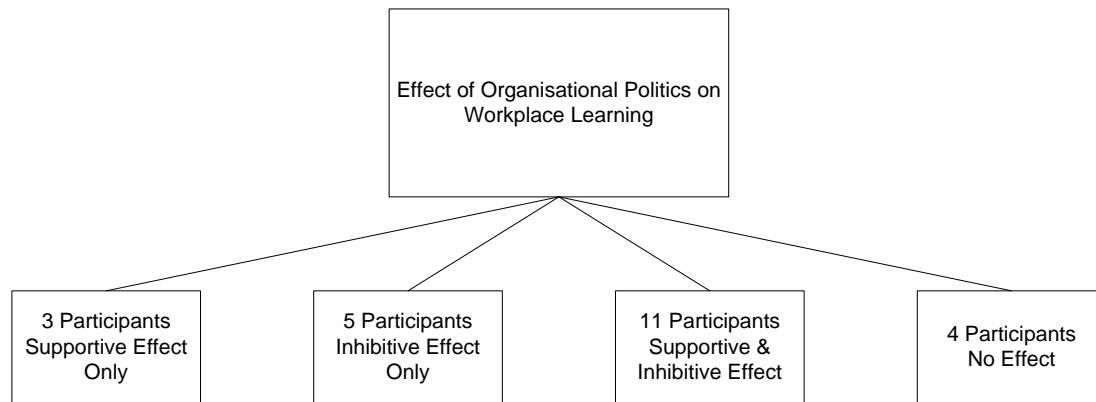 Effect of Organisational Politics on
Workplace Learning
3 Participants
Supportive Effect
Only
5 Participants
Inhibitive Effect
Only
11 Participants
Supportive &
Inhibitive Effect
4 Participants
No Effect